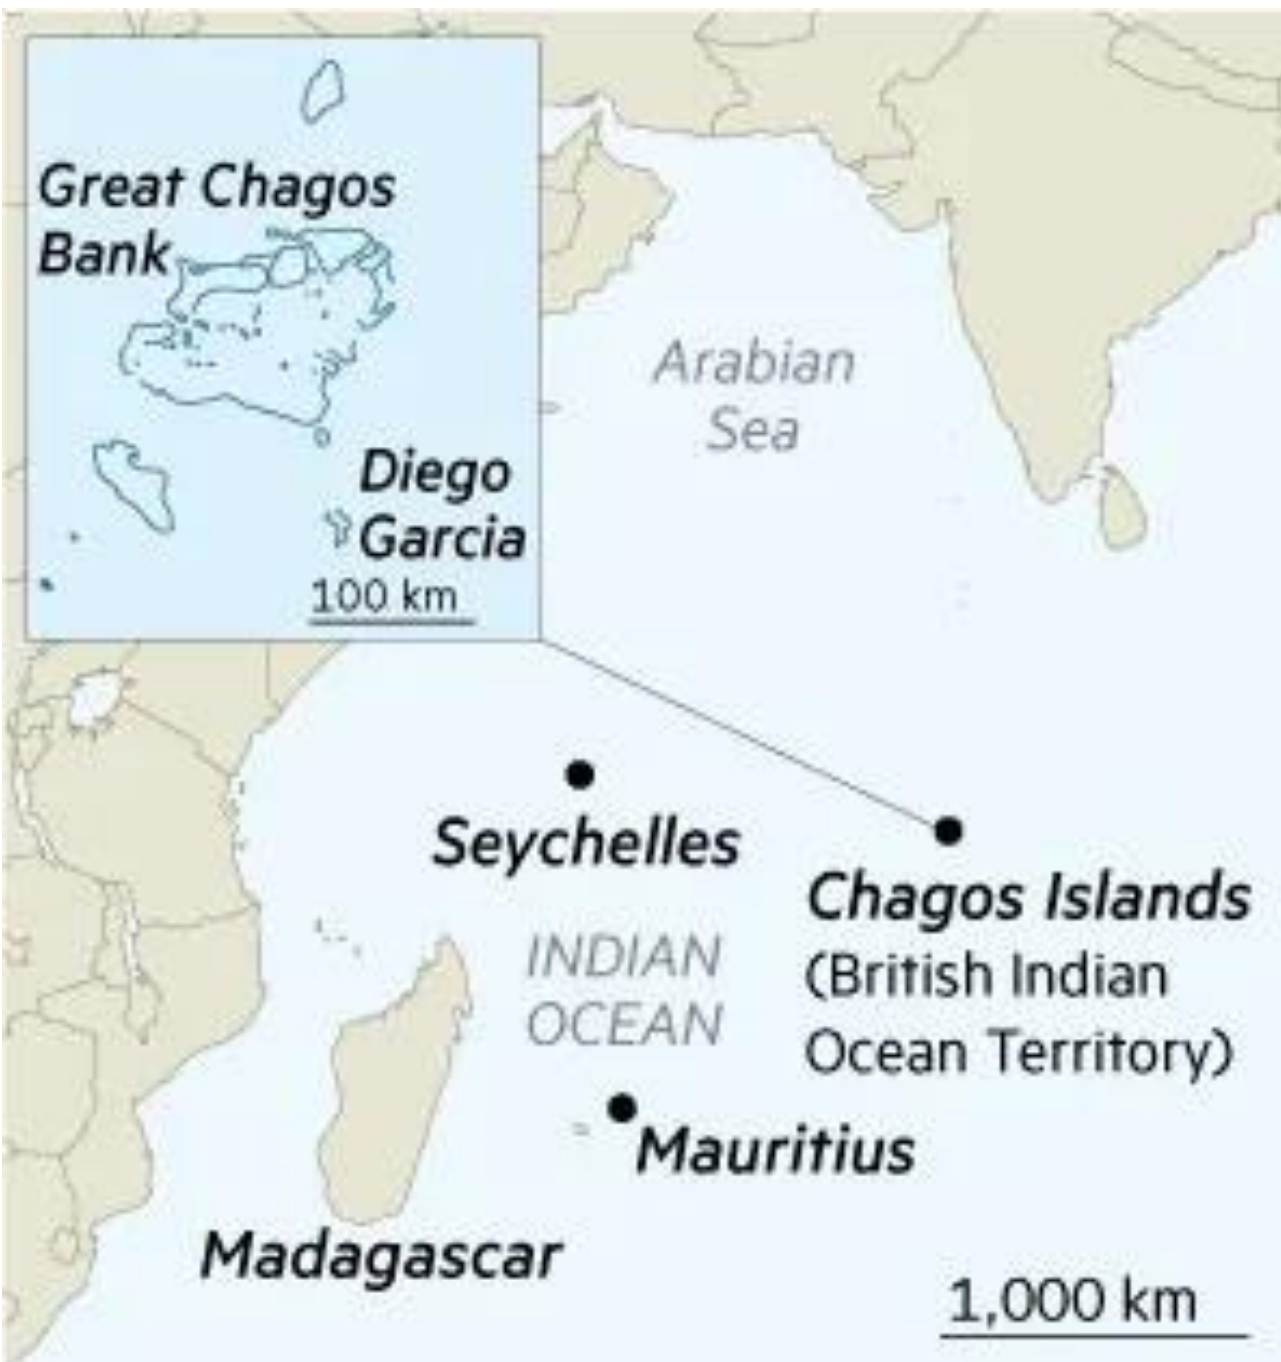 Great Chagos
Bank
Diego
Garcia
100 km
Arabian
Sea
Seychelles
Chagos Islands
(British Indian
Ocean Territory)
INDIAN
OCEAN
Mauritius
Madagascar
1,000 km